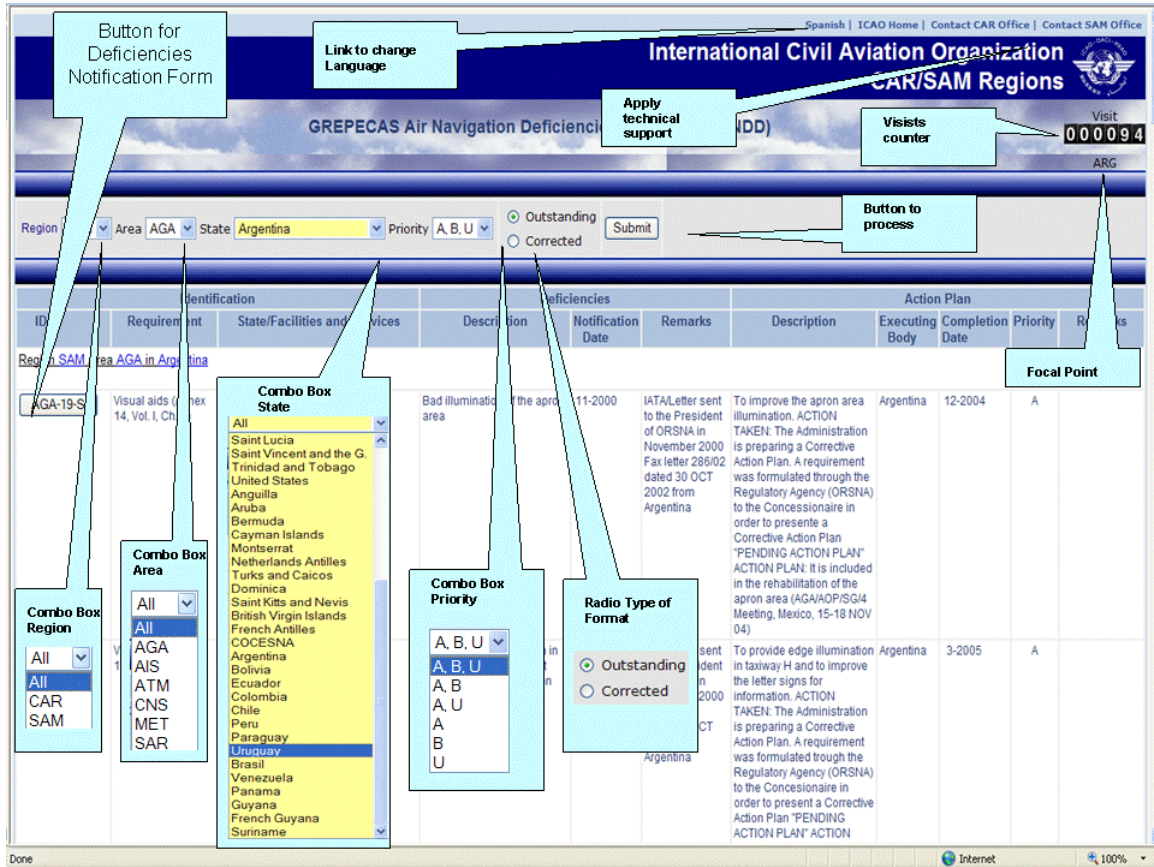 Spanish | ICAO Home | Contact CAR Office | Contact SAM Office
International Civil Aviation Organization
CAR/SAM Regions
Button for
Deficiencies
Notification Form
Link to change
Language
Apply
technical
support
Visists
counter
Visit
000094
ARG
GREPECAS Air Navigation NDD)
Button to
process
Region
Area AGA
State Argentina
Priority A, B, U
Outstanding
Corrected
Submit
Identification
Deficiencies
Action Plan
Requirement
State/Facilities and
Description
Notification
Date
Remarks
Description
Executing
Body
Completion
Date
Priority
Focal Point
Region SAM area AGA in Argentina
AGA-19-S
Visual aids
14, Vol. I,
Bad illumination of the apron
area
11-2000
IATA/Letter sent
to the President
of ORSNA in
November 2000
Fax letter 286/02
dated 30 OCT
2002 from
Argentina
To improve the apron area
illumination. ACTION
TAKEN: The Administration
is preparing a Corrective
Action Plan. A requirement
was formulated through the
Regulatory Agency (ORSNA)
to the Concessionaire in
order to presente a
Corrective Action Plan
"PENDING ACTION PLAN"
ACTION PLAN: It is included
in the rehabilitation of the
apron area (AGA/AOP/SG/4
Meeting, Mexico, 15-18 NOV
04)
Argentina
12-2004
A
Combo Box
Region
All
All
CAR
SAM
Combo Box
Area
All
All
AGA
AIS
ATM
CNS
MET
SAR
Combo Box
State
All
Saint Lucia
Saint Vincent and the G.
Trinidad and Tobago
United States
Anguilla
Aruba
Bermuda
Cayman Islands
Montserrat
Netherlands Antilles
Turks and Caicos
Dominica
Saint Kitts and Nevis
British Virgin Islands
French Antilles
COCESNA
Argentina
Bolivia
Ecuador
Colombia
Chile
Peru
Paraguay
Uruguay
Brasil
Venezuela
Panama
Guyana
French Guyana
Suriname
Combo Box
Priority
A, B, U
A, B, U
A, B
A, U
A
B
U
Radio Type of
Format
Outstanding
Corrected
in
sent
2000
Argentina
To provide edge illumination
in taxiway H and to improve
the letter signs for
information. ACTION
TAKEN: The Administration
is preparing a Corrective
Action Plan. A requirement
was formulated trough the
Regulatory Agency (ORSNA)
to the Concesionaire in
order to present a Corrective
Action Plan "PENDING
ACTION PLAN" ACTION
Argentina
3-2005
A
Done
Internet
100%